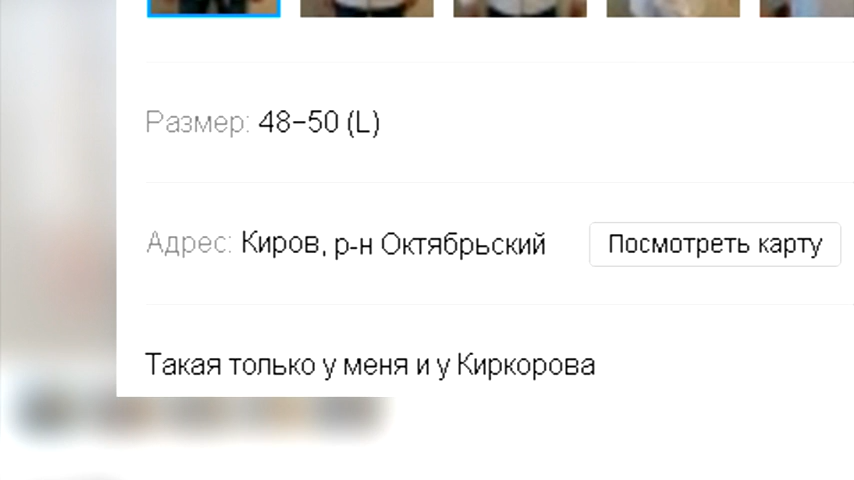 Размер: 48–50 (L)
Адрес: Киров, р-н Октябрьский Посмотреть карту
Такая только у меня и у Киркорова